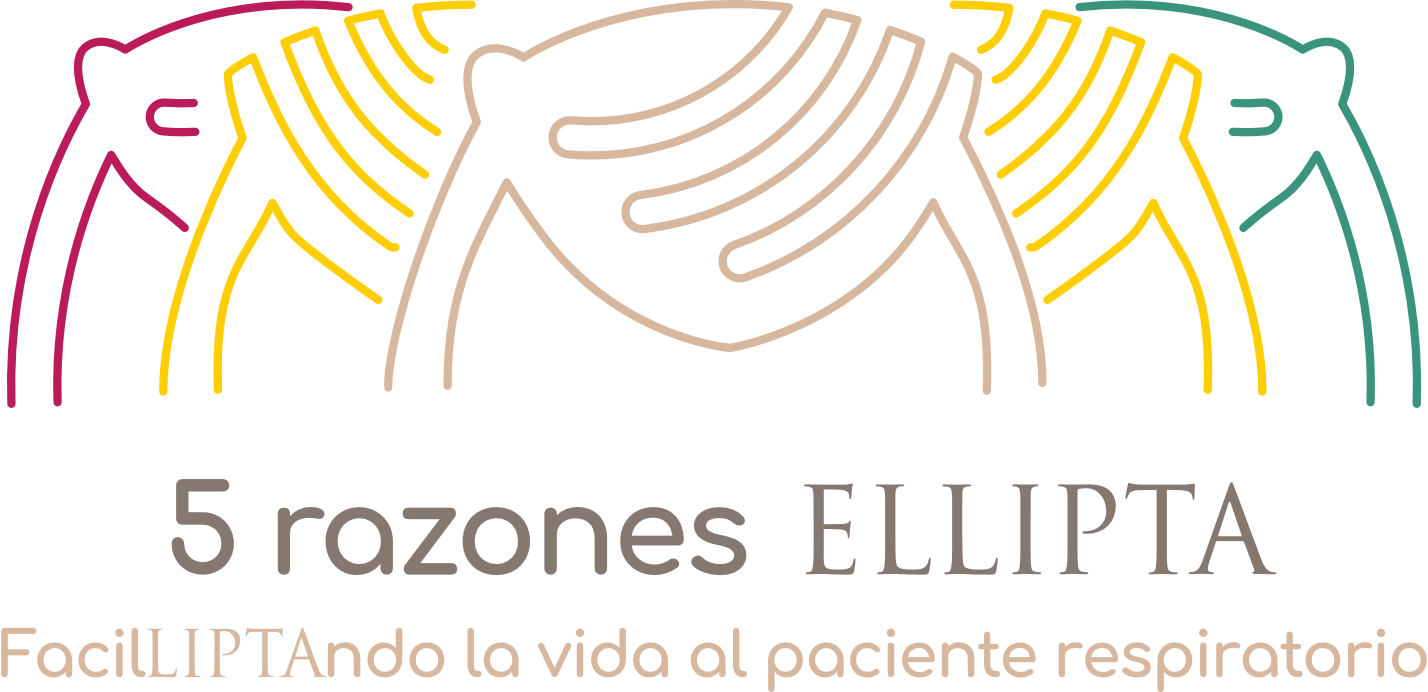 5 razones ELLIPTA
FacilLIPTAndo la vida al paciente respiratorio